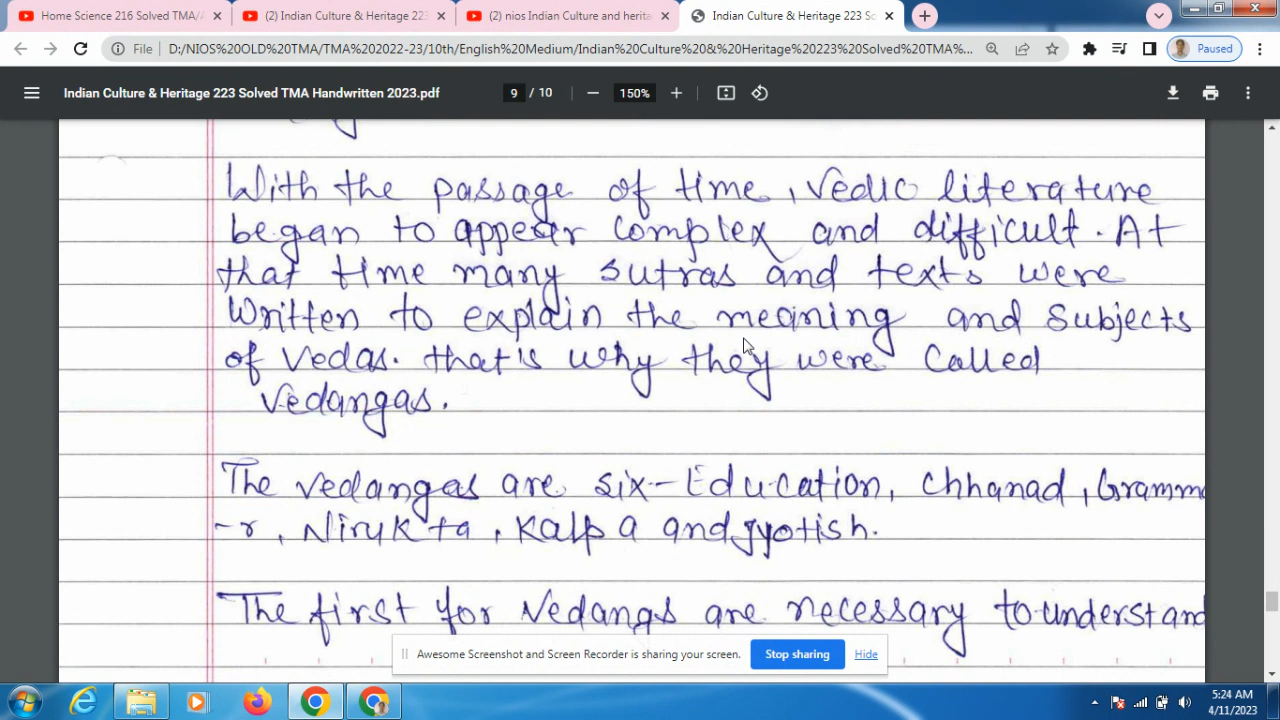 Home Science 216 Solved TMA/
(2) Indian Culture & Heritage 223
(2) nios Indian culture and herita
Indian Culture & Heritage 223 So
File
D:/NIOS%20OLD%20TMA/TMA%202022-23/10th/English%20Medium/Indian%20Culture%20&%20Heritage%20223%20Solved%20TMA%...
Paused
Indian Culture & Heritage 223 Solved TMA Handwritten 2023.pdf
9 / 10
150%
With the passage of time, Vedic literature
began to appear complex and difficult. At
that time many sutras and texts were
written to explain the meaning and subjects
of Vedas. that's why they were called
Vedangas.
The vedangas are six - Education, Chhanad, Gramm
-r, Nirukta, Kalpa and jyotish.
The first for Vedangs are necessary to understand
Awesome Screenshot and Screen Recorder is sharing your screen.
Stop sharing
Hide
5:24 AM
4/11/2023